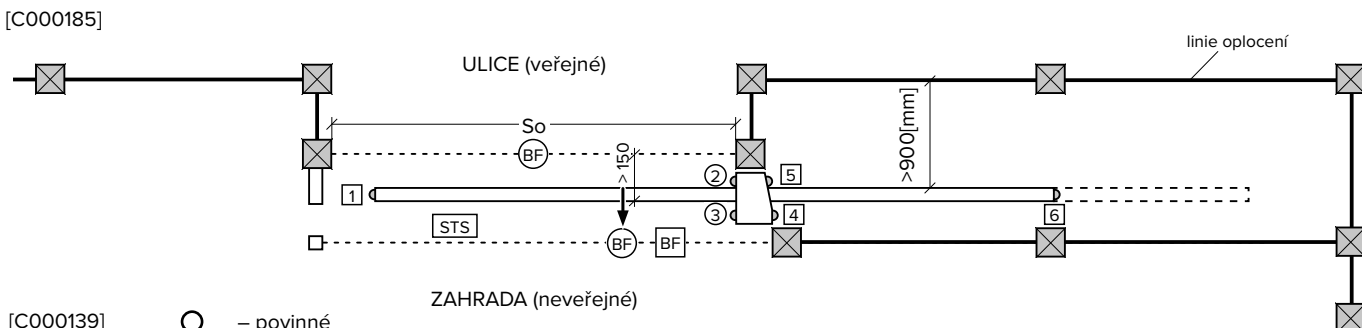 [C000185]
linie oplocení
ULICE (veřejné)
So
BF
> 150
>900[mm]
2
5
1
3
4
6
STS
BF
BF
ZAHRADA (neveřejné)
[C000139]
– povinné